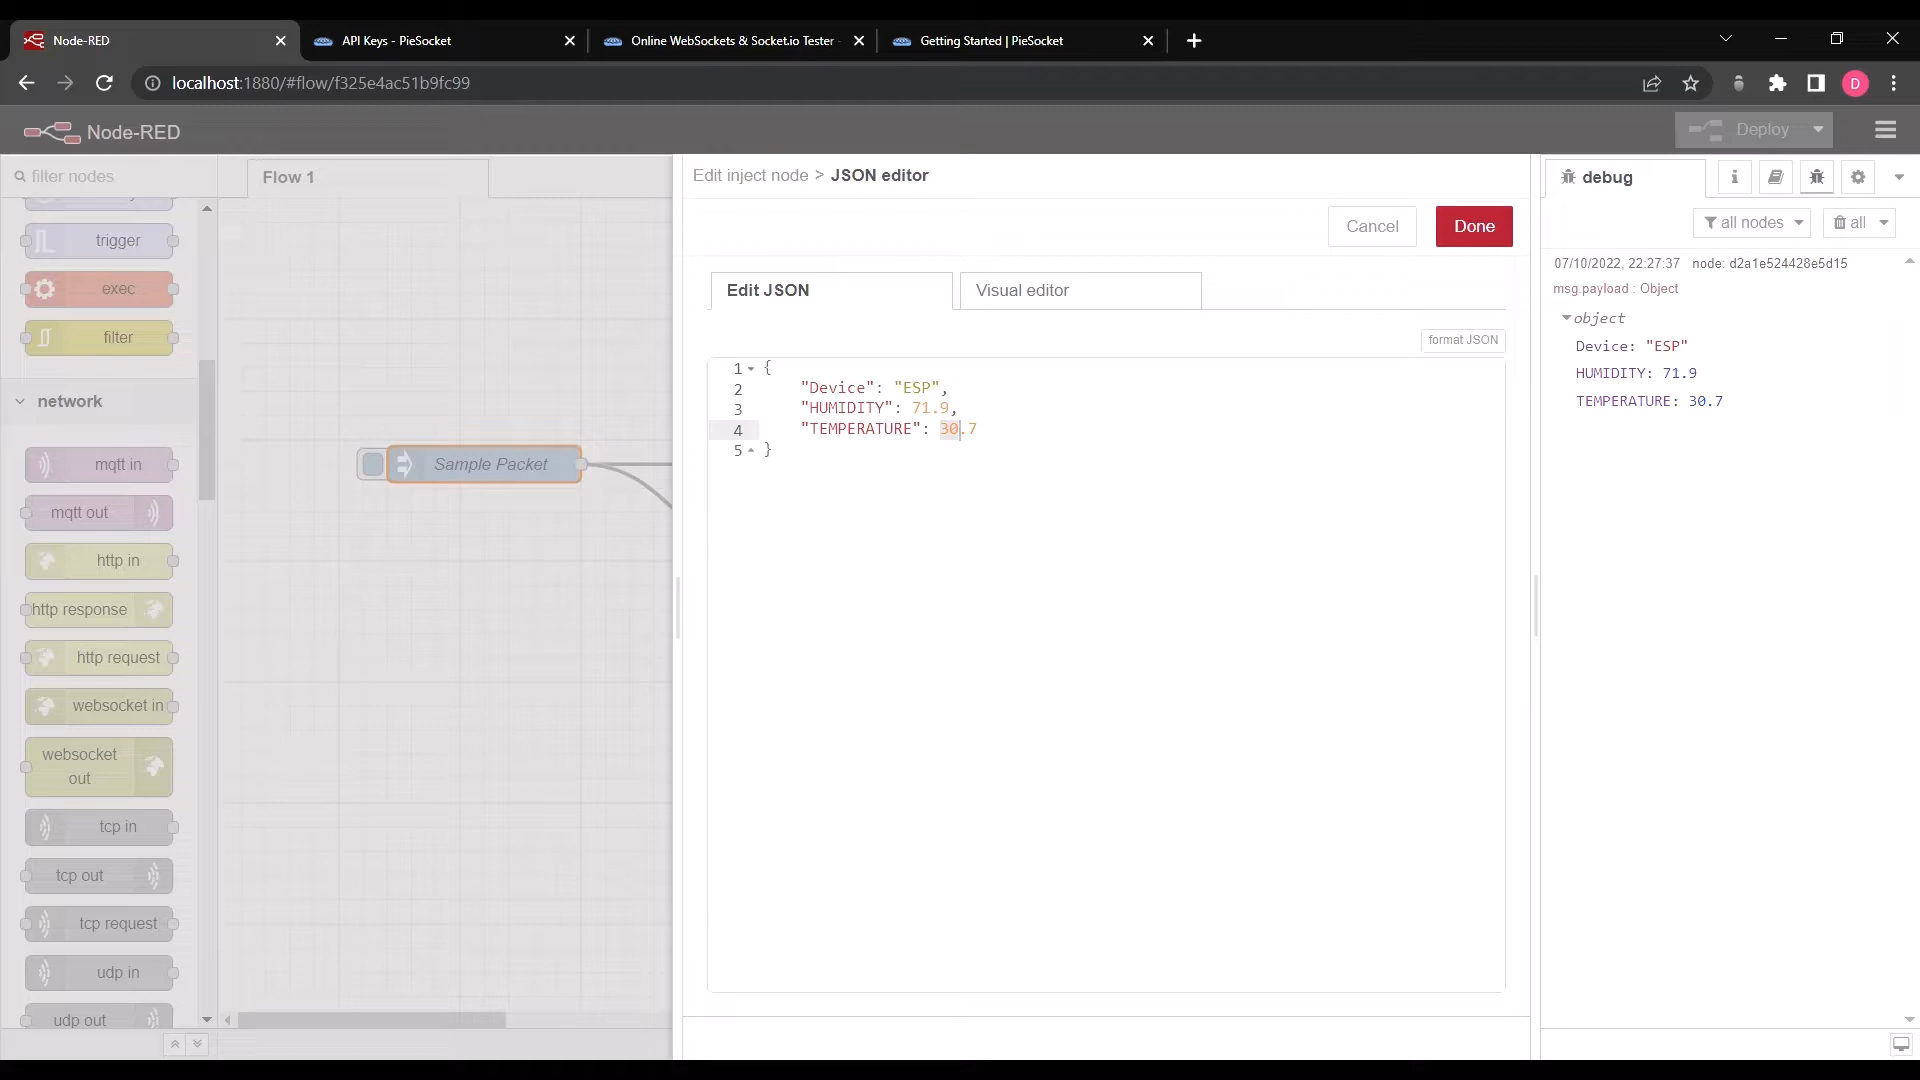 Node-RED
API Keys - PieSocket
Online WebSockets & Socket.io Tester
Getting Started | PieSocket
localhost:1880/#flow/f325e4ac51b9fc99
D
Node-RED
Deploy
filter nodes
Flow 1
trigger
exec
filter
network
mqtt in
mqtt out
http in
http response
http request
websocket in
websocket
out
tcp in
tcp out
tcp request
udp in
udp out
Sample Packet
Edit inject node > JSON editor
Cancel
Done
Edit JSON
Visual editor
format JSON
1 {
2 "Device": "ESP",
3 "HUMIDITY": 71.9,
4 "TEMPERATURE": 30.7
5 }
debug
all nodes
all
07/10/2022, 22:27:37 node: d2a1e524428e5d15
msg.payload : Object
object
Device: "ESP"
HUMIDITY: 71.9
TEMPERATURE: 30.7